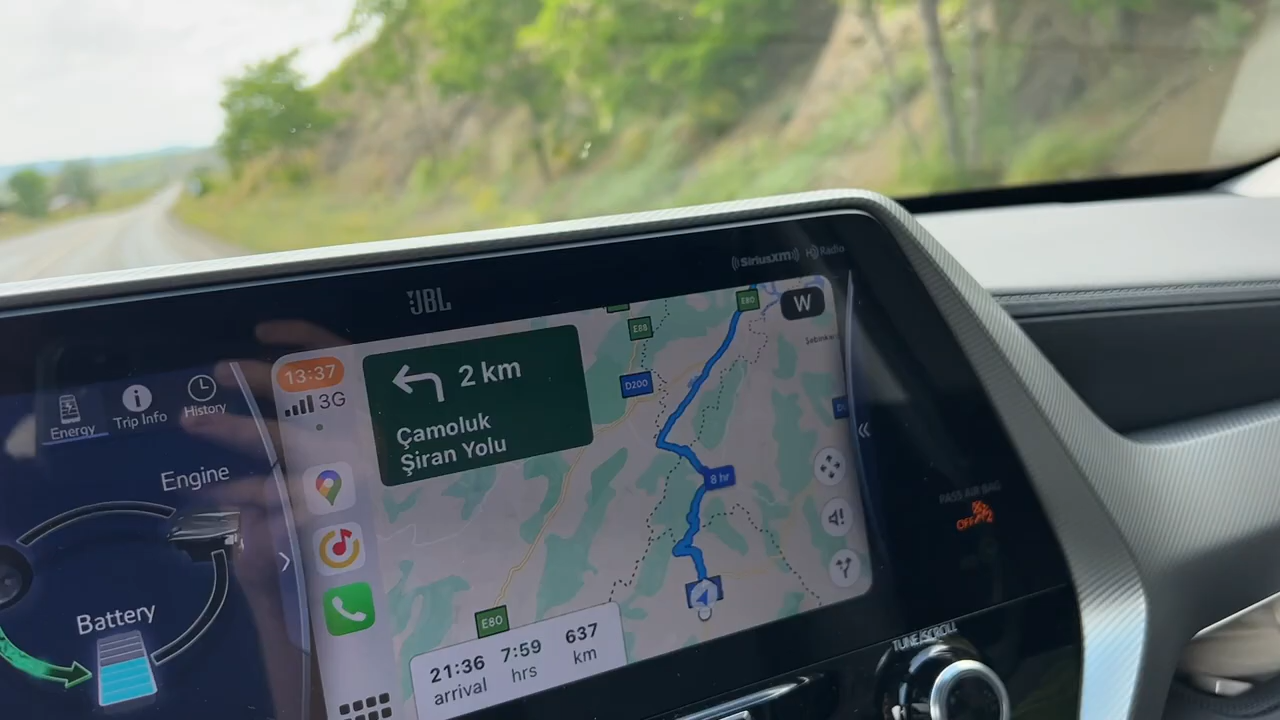 SiriusXM
HD Radio
JBL
Energy
Trip Info
History
Engine
Battery
13:37
3G
2 km
Çamoluk
Şiran Yolu
E80
E88
D200
W
8 hr
E80
21:36
arrival
7:59
hrs
637
km
PASS AIR BAG
OFF
TUNE/SCROLL